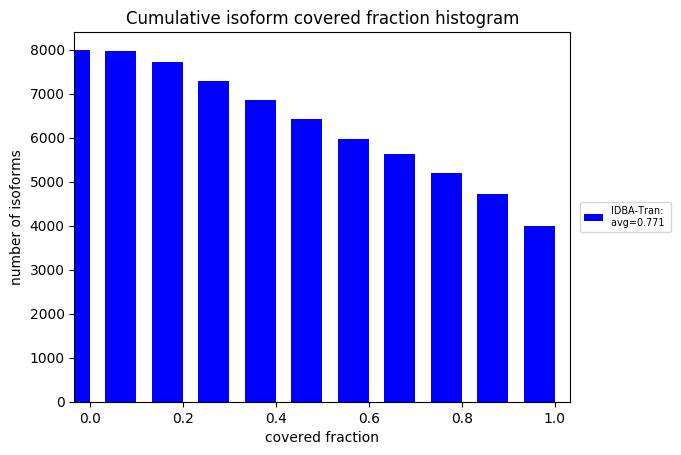 Cumulative isoform covered fraction histogram
number of isoforms
8000
7000
6000
5000
4000
3000
2000
1000
0
0.0 0.2 0.4 0.6 0.8 1.0
covered fraction
IDBA-Tran:
avg=0.771